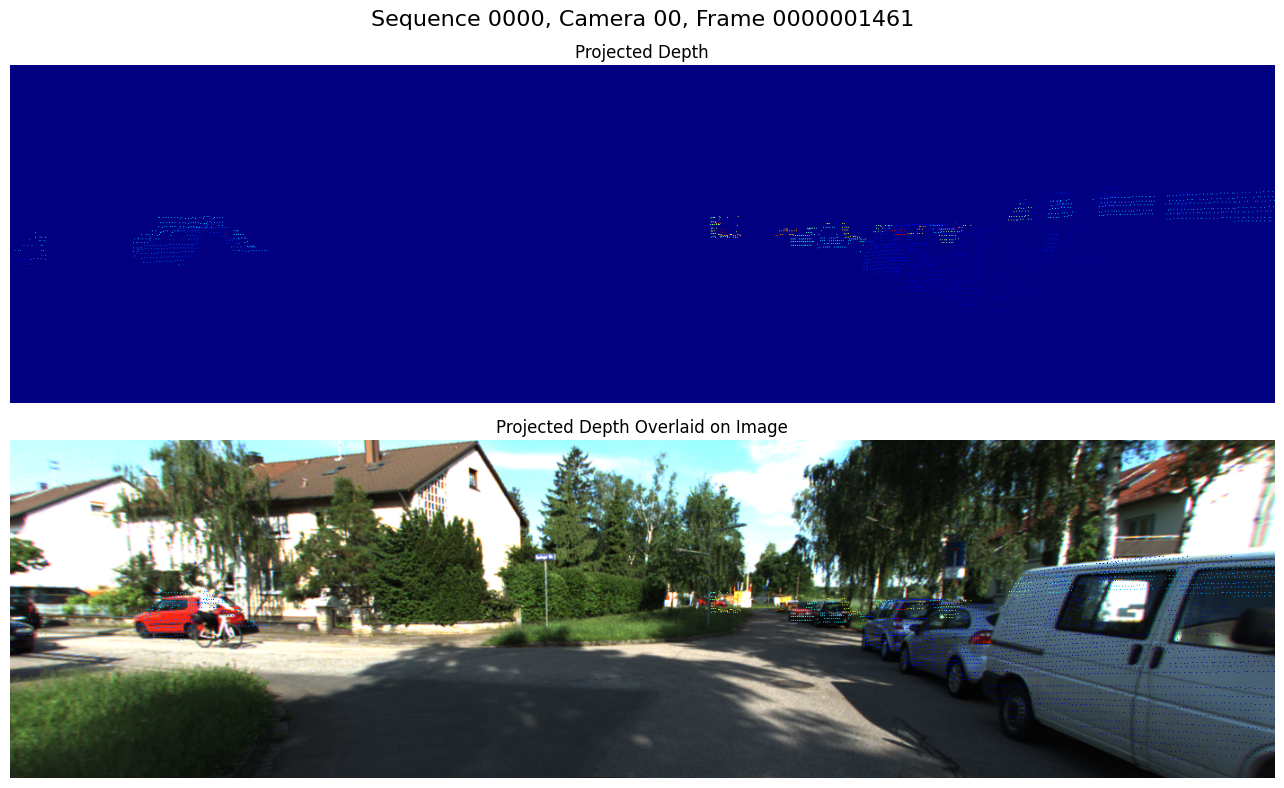 Sequence 0000, Camera 00, Frame 0000001461
Projected Depth
Projected Depth Overlaid on Image